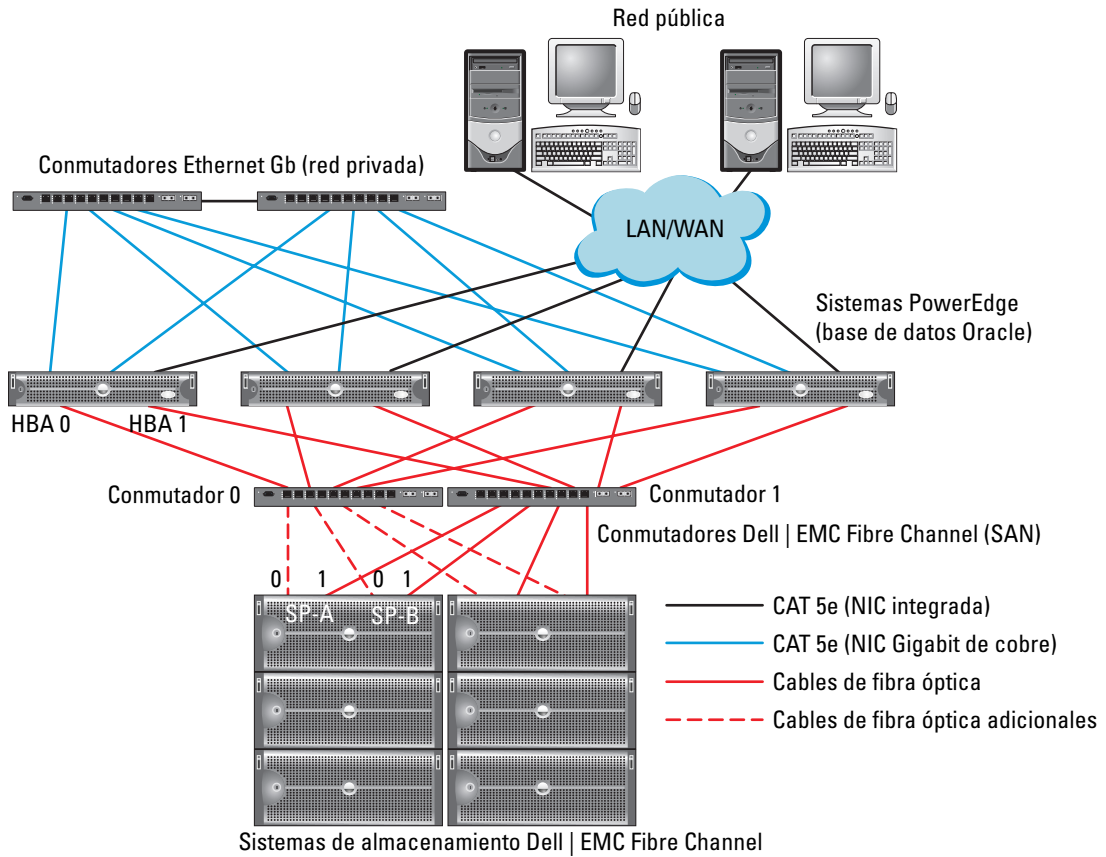 Red pública
Conmutadores Ethernet Gb (red privada)
LAN/WAN
Sistemas PowerEdge
(base de datos Oracle)
HBA 0
HBA 1
Conmutador 0
Conmutador 1
Conmutadores Dell | EMC Fibre Channel (SAN)
0 1 0 1
SP-A SP-B
CAT 5e (NIC integrada)
CAT 5e (NIC Gigabit de cobre)
Cables de fibra óptica
Cables de fibra óptica adicionales
Sistemas de almacenamiento Dell | EMC Fibre Channel